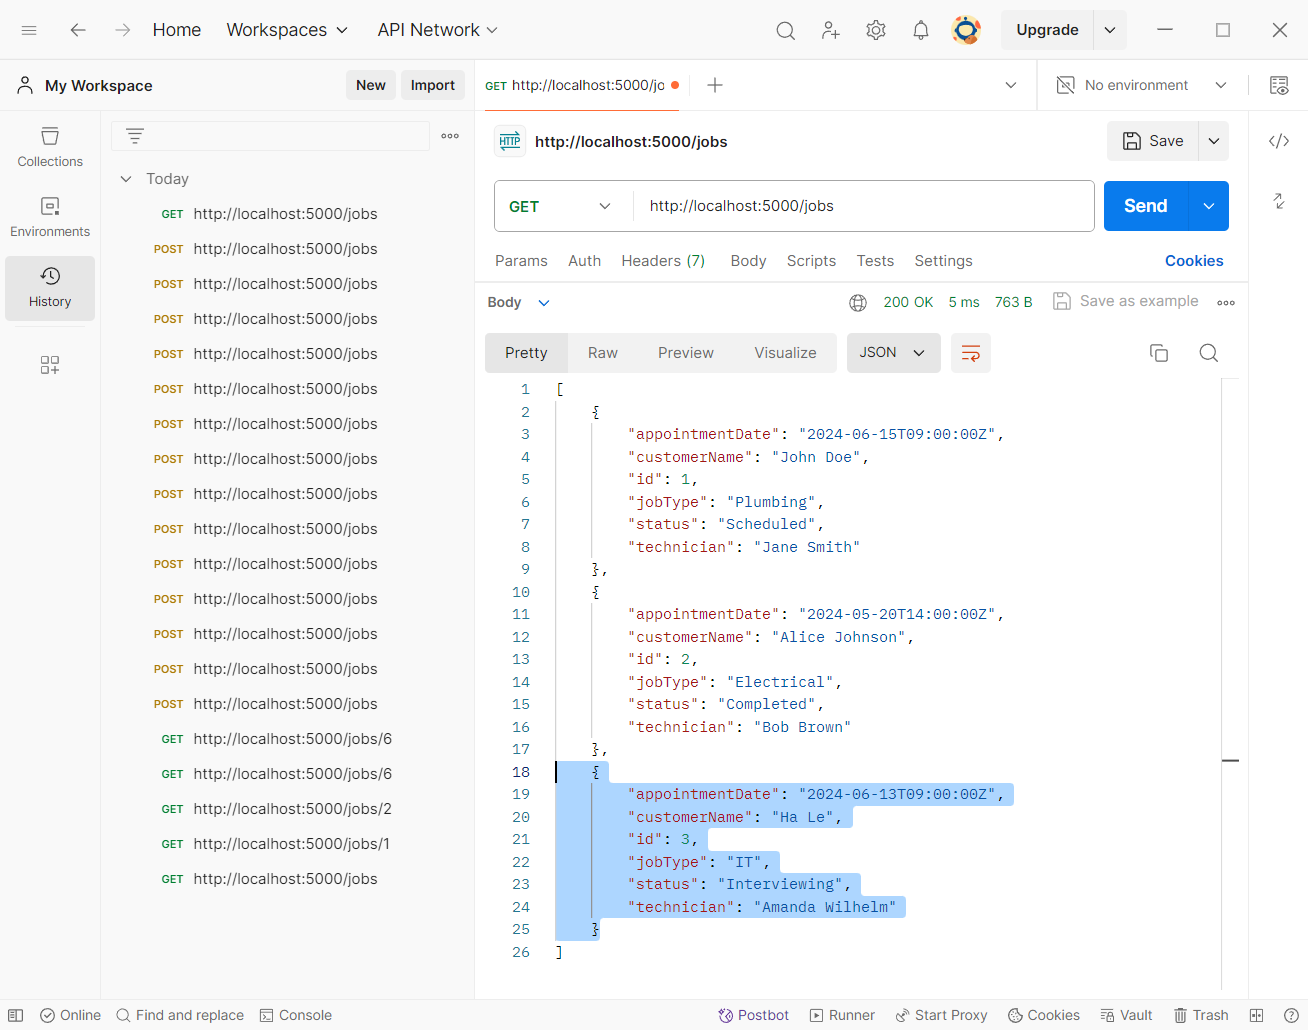 Home Workspaces API Network Upgrade
My Workspace New Import
GET http://localhost:5000/jo No environment
HTTP http://localhost:5000/jobs Save
GET http://localhost:5000/jobs Send
Params Auth Headers (7) Body Scripts Tests Settings Cookies
Body 200 OK 5 ms 763 B Save as example
Pretty Raw Preview Visualize JSON
Collections
Environments
History
Today
GET http://localhost:5000/jobs
POST http://localhost:5000/jobs
POST http://localhost:5000/jobs
POST http://localhost:5000/jobs
POST http://localhost:5000/jobs
POST http://localhost:5000/jobs
POST http://localhost:5000/jobs
POST http://localhost:5000/jobs
POST http://localhost:5000/jobs
POST http://localhost:5000/jobs
POST http://localhost:5000/jobs
POST http://localhost:5000/jobs
POST http://localhost:5000/jobs
POST http://localhost:5000/jobs
POST http://localhost:5000/jobs
GET http://localhost:5000/jobs/6
GET http://localhost:5000/jobs/6
GET http://localhost:5000/jobs/2
GET http://localhost:5000/jobs/1
GET http://localhost:5000/jobs
1 [
2 {
3 "appointmentDate": "2024-06-15T09:00:00Z",
4 "customerName": "John Doe",
5 "id": 1,
6 "jobType": "Plumbing",
7 "status": "Scheduled",
8 "technician": "Jane Smith"
9 },
10 {
11 "appointmentDate": "2024-05-20T14:00:00Z",
12 "customerName": "Alice Johnson",
13 "id": 2,
14 "jobType": "Electrical",
15 "status": "Completed",
16 "technician": "Bob Brown"
17 },
18 {
19 "appointmentDate": "2024-06-13T09:00:00Z",
20 "customerName": "Ha Le",
21 "id": 3,
22 "jobType": "IT",
23 "status": "Interviewing",
24 "technician": "Amanda Wilhelm"
25 }
26 ]
Online Find and replace Console Postbot Runner Start Proxy Cookies Vault Trash